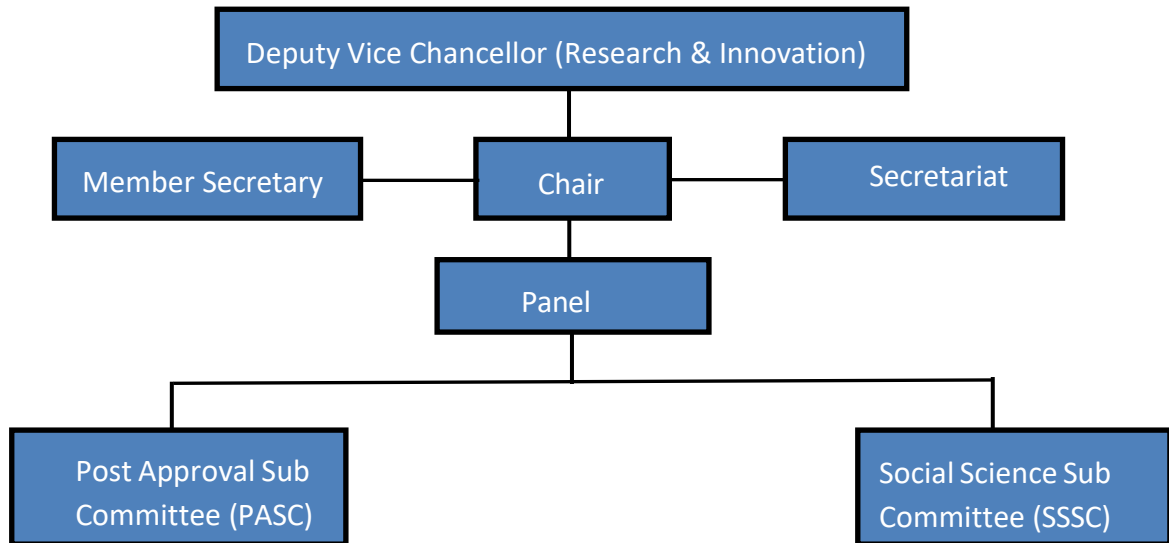 Deputy Vice Chancellor (Research & Innovation)
Member Secretary
Chair
Secretariat
Panel
Post Approval Sub
Committee (PASC)
Social Science Sub
Committee (SSSC)